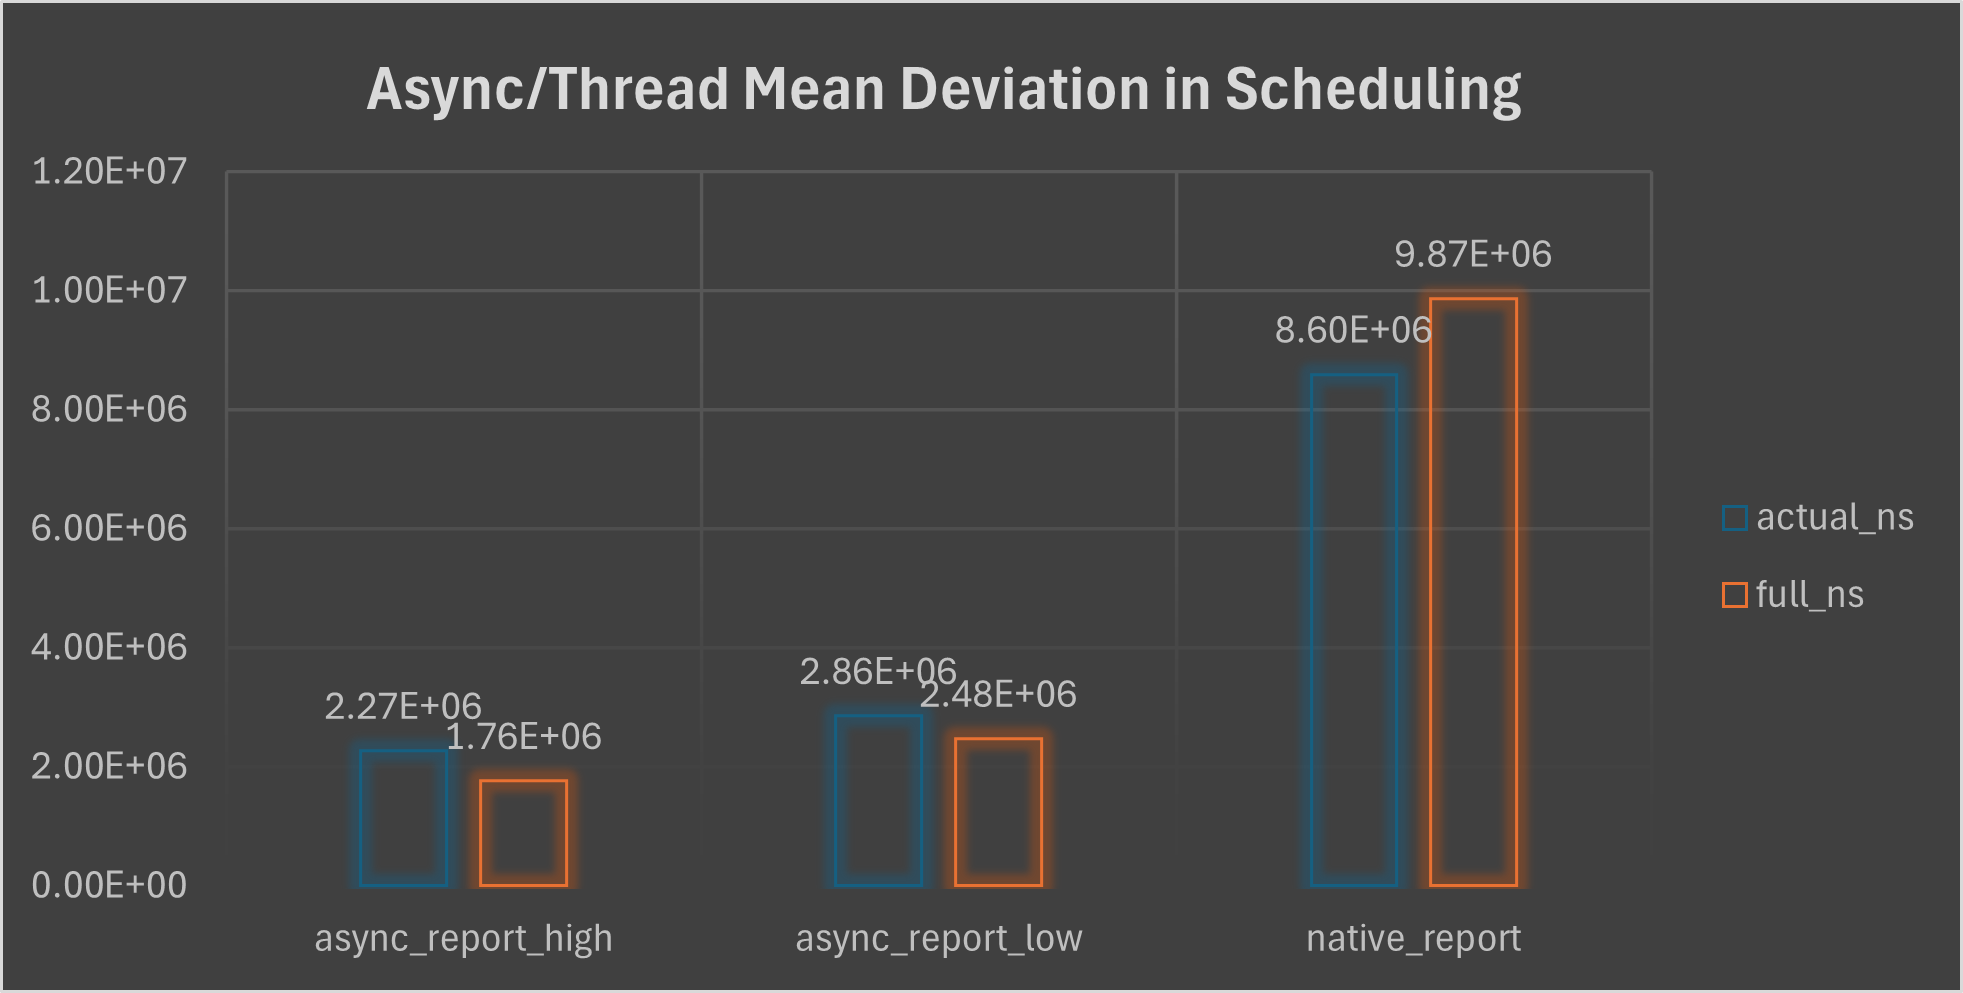 Async/Thread Mean Deviation in Scheduling
1.20E+07
1.00E+07
8.00E+06
6.00E+06
4.00E+06
2.00E+06
0.00E+00
2.27E+06
1.76E+06
2.86E+06
2.48E+06
8.60E+06
9.87E+06
async_report_high
async_report_low
native_report
actual_ns
full_ns